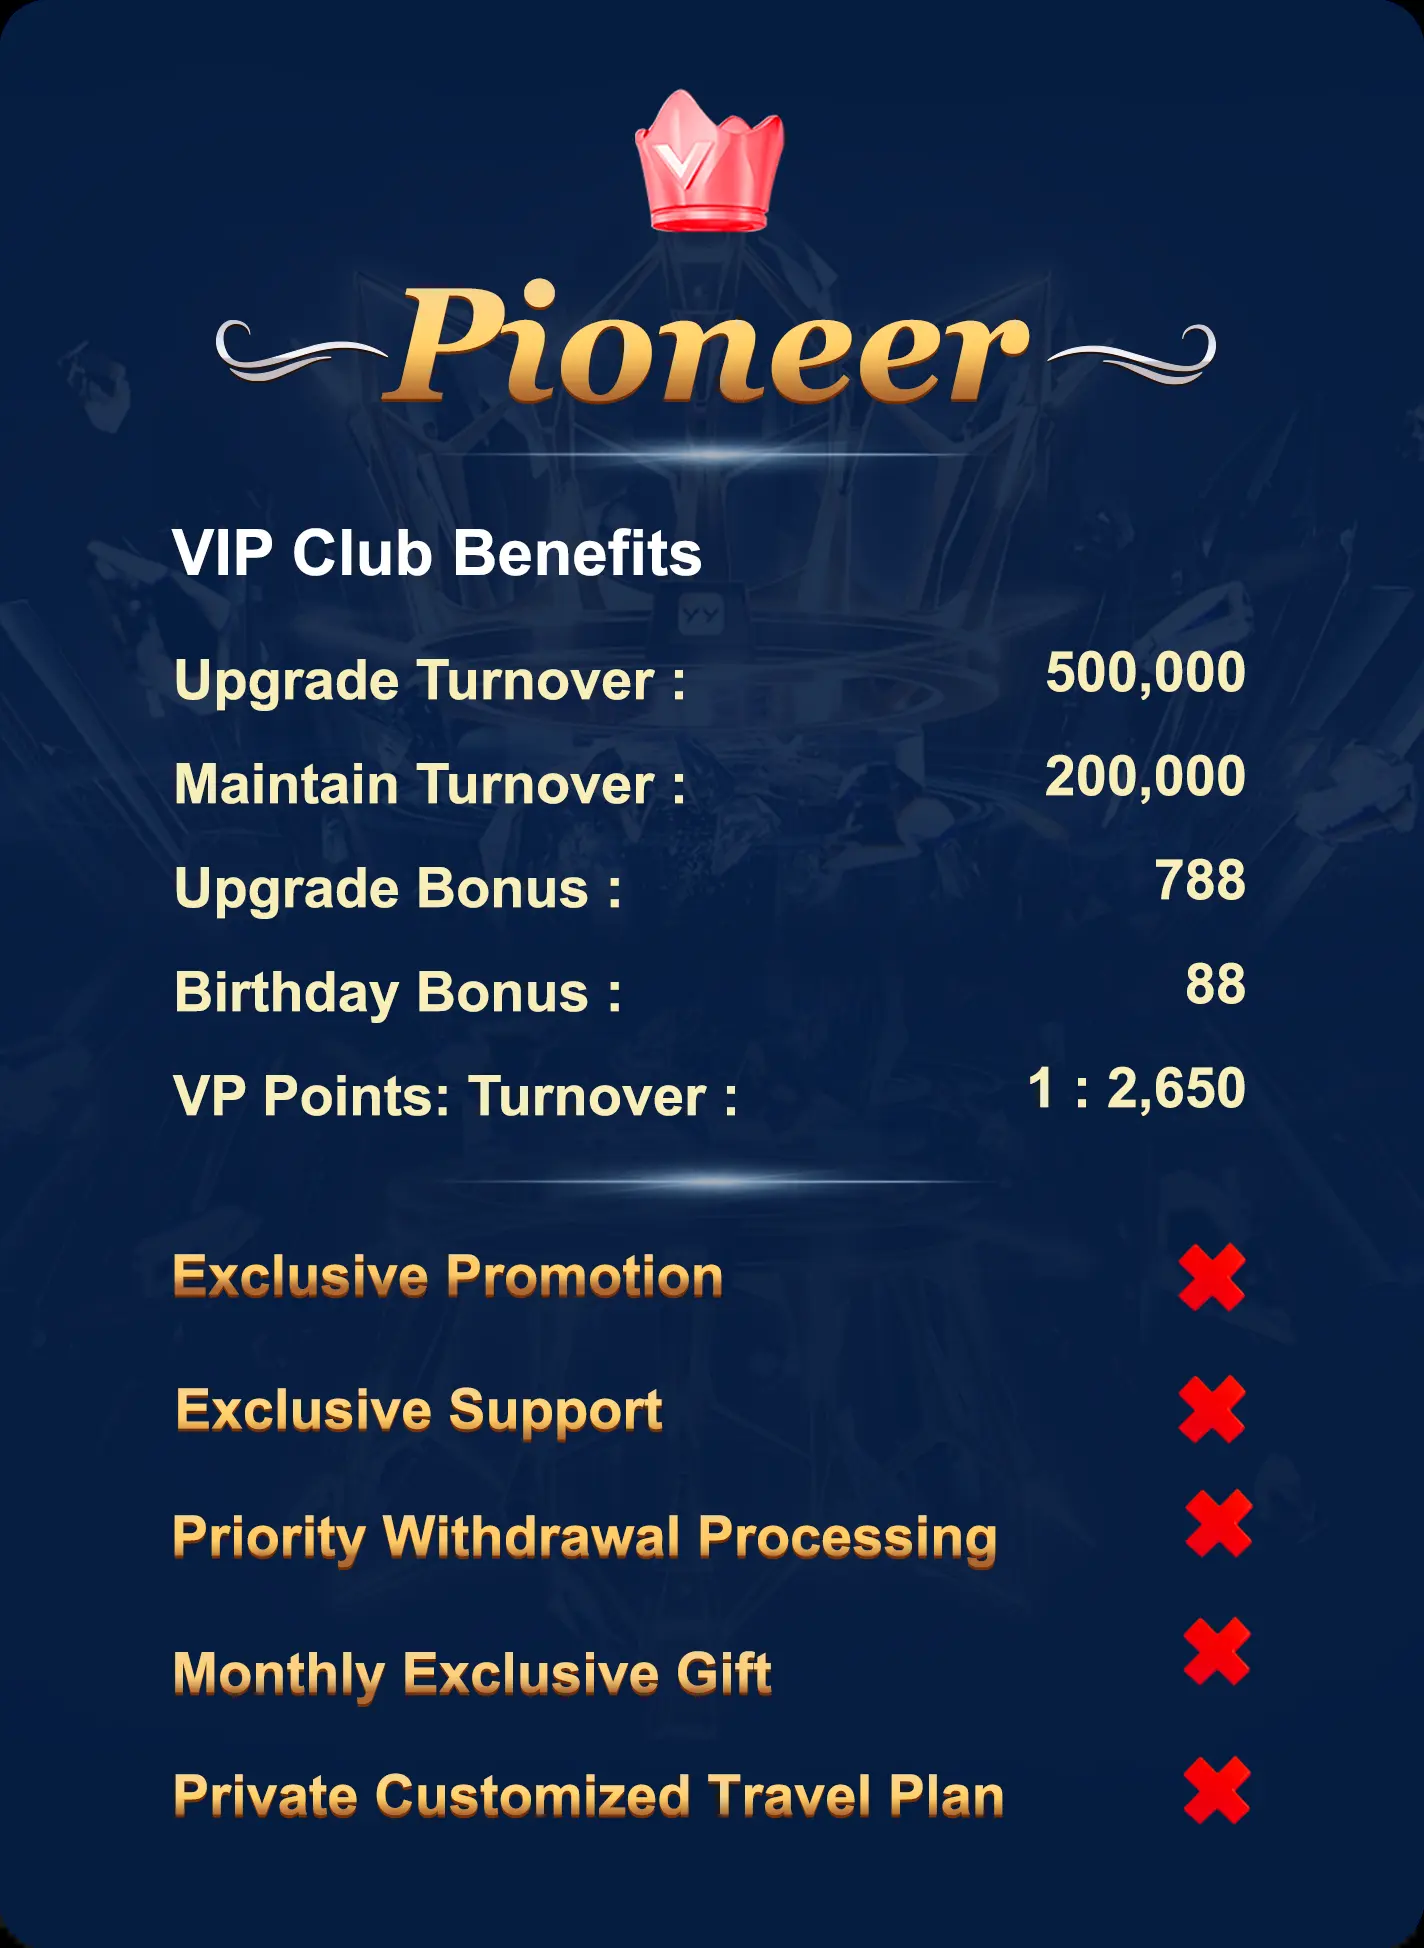 Pioneer
VIP Club Benefits
Upgrade Turnover : 500,000
Maintain Turnover : 200,000
Upgrade Bonus : 788
Birthday Bonus : 88
VP Points: Turnover : 1 : 2,650
Exclusive Promotion
Exclusive Support
Priority Withdrawal Processing
Monthly Exclusive Gift
Private Customized Travel Plan